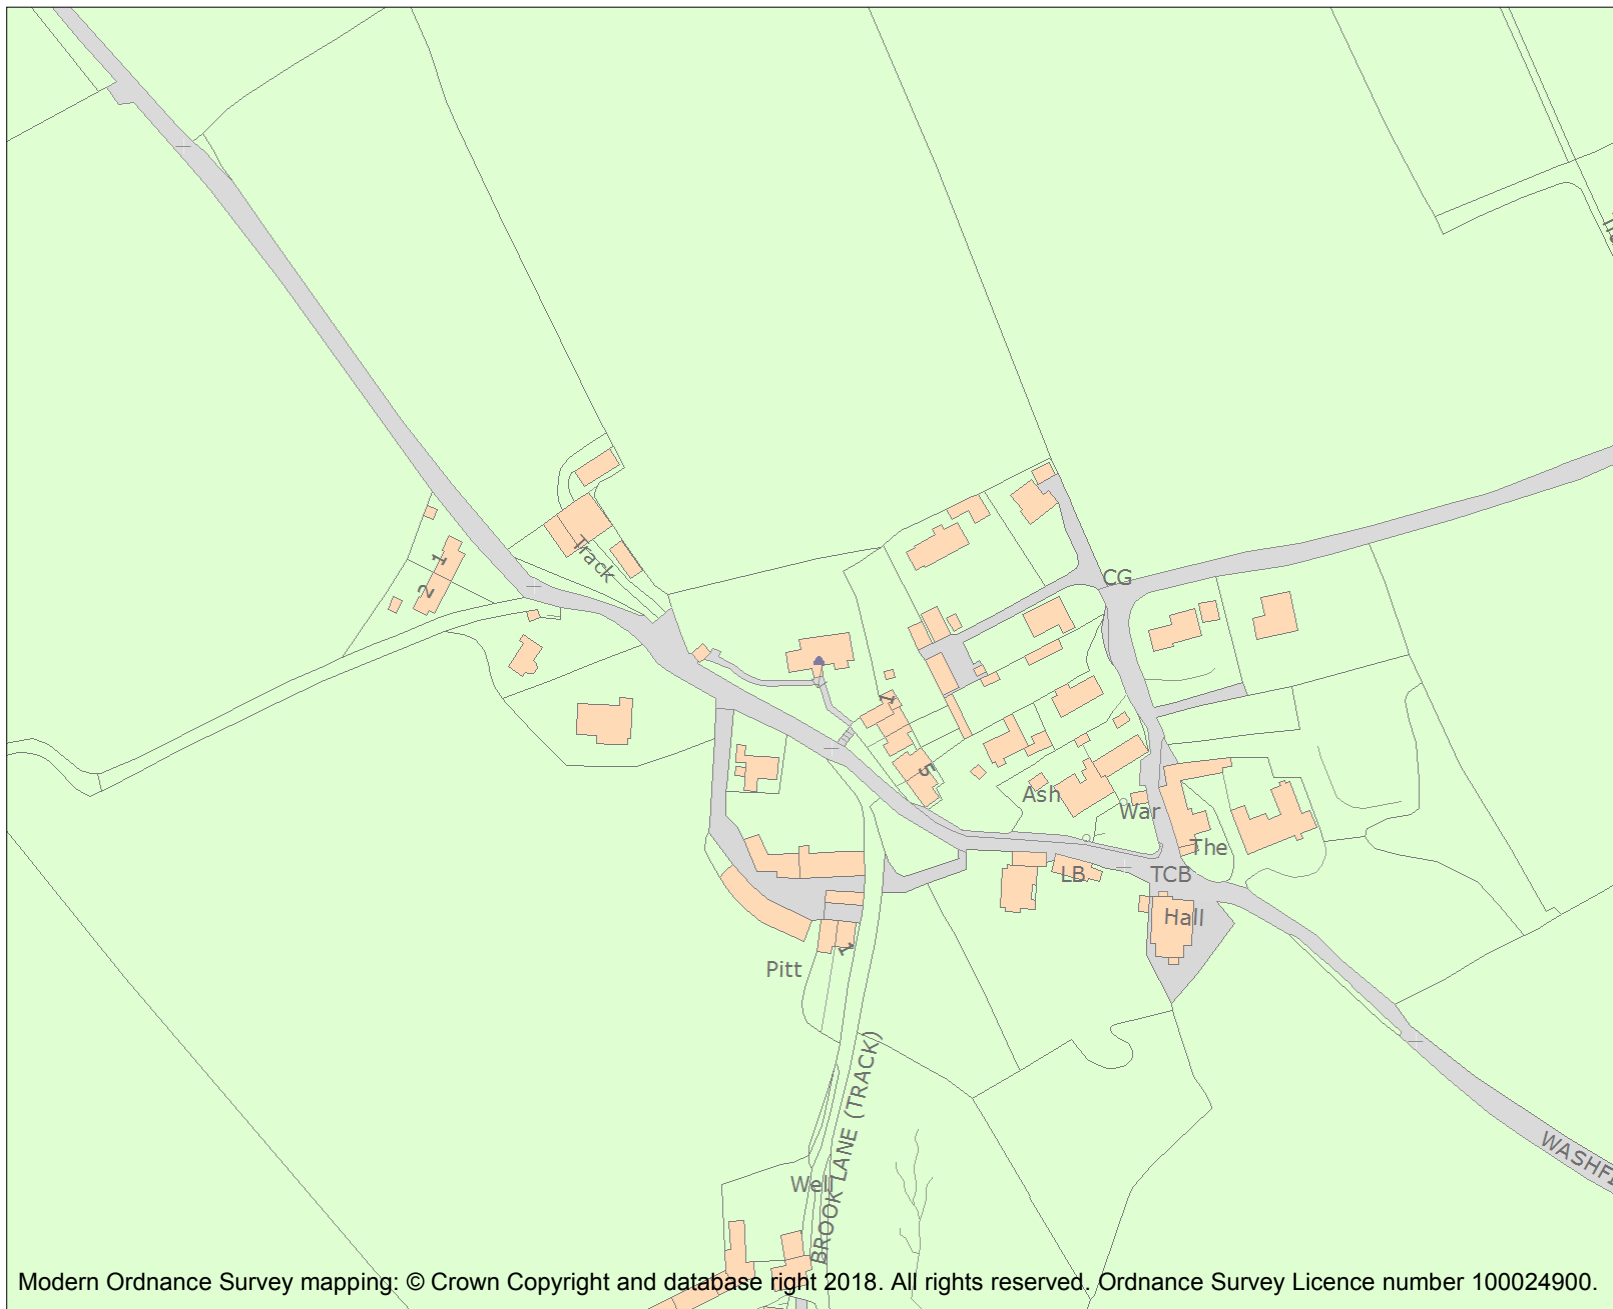 Track
1
2
CG
1
5
Ash
War
The
LB
TCB
Hall
1
Pitt
BROOK LANE (TRACK)
Well
Modern Ordnance Survey mapping: © Crown Copyright and database right 2018. All rights reserved. Ordnance Survey Licence number 100024900.